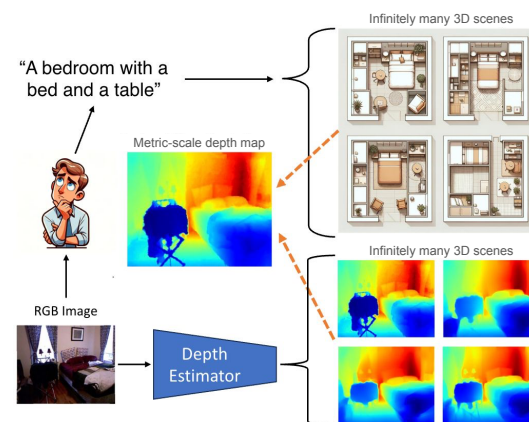 Infinitely many 3D scenes
“A bedroom with a
bed and a table”
Metric-scale depth map
Infinitely many 3D scenes
RGB Image
Depth
Estimator